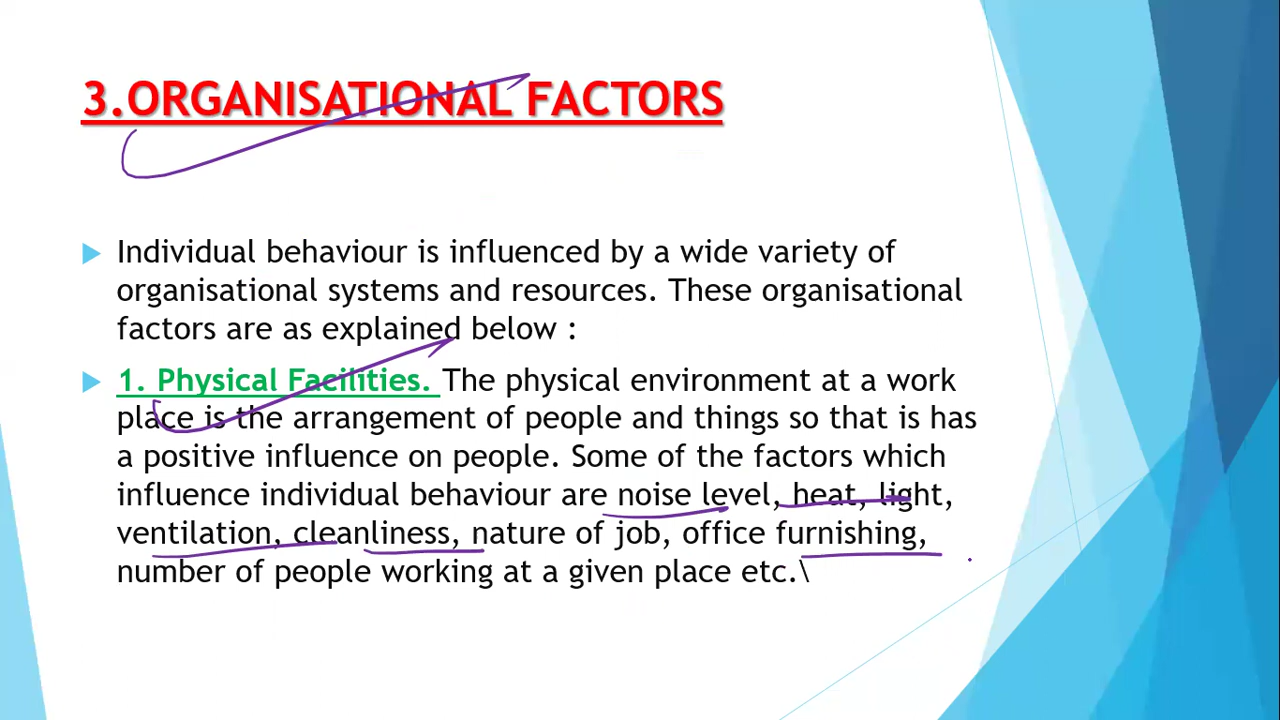 3.ORGANISATIONAL FACTORS
Individual behaviour is influenced by a wide variety of
organisational systems and resources. These organisational
factors are as explained below :
1. Physical Facilities. The physical environment at a work
place is the arrangement of people and things so that is has
a positive influence on people. Some of the factors which
influence individual behaviour are noise level, heat, light,
ventilation, cleanliness, nature of job, office furnishing,
number of people working at a given place etc.\